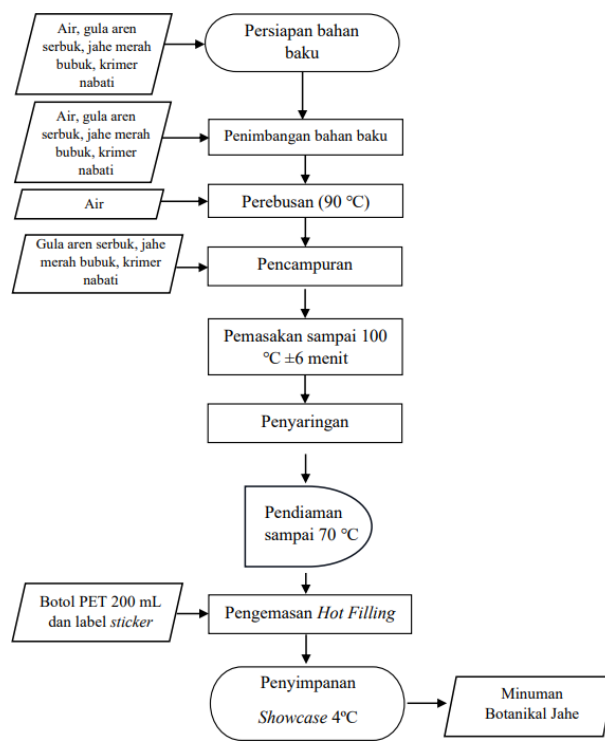 Air, gula aren
serbuk, jahe merah
bubuk, krimer
nabati
Persiapan bahan
baku
Air, gula aren
serbuk, jahe merah
bubuk, krimer
nabati
Penimbangan bahan baku
Air
Perebusan (90 ℃)
Gula aren serbuk, jahe
merah bubuk, krimer
nabati
Pencampuran
Pemasakan sampai 100
℃ ±6 menit
Penyaringan
Pendiaman
sampai 70 ℃
Botol PET 200 mL
dan label sticker
Pengemasan Hot Filling
Penyimpanan
Showcase 4ºC
Minuman
Botanikal Jahe